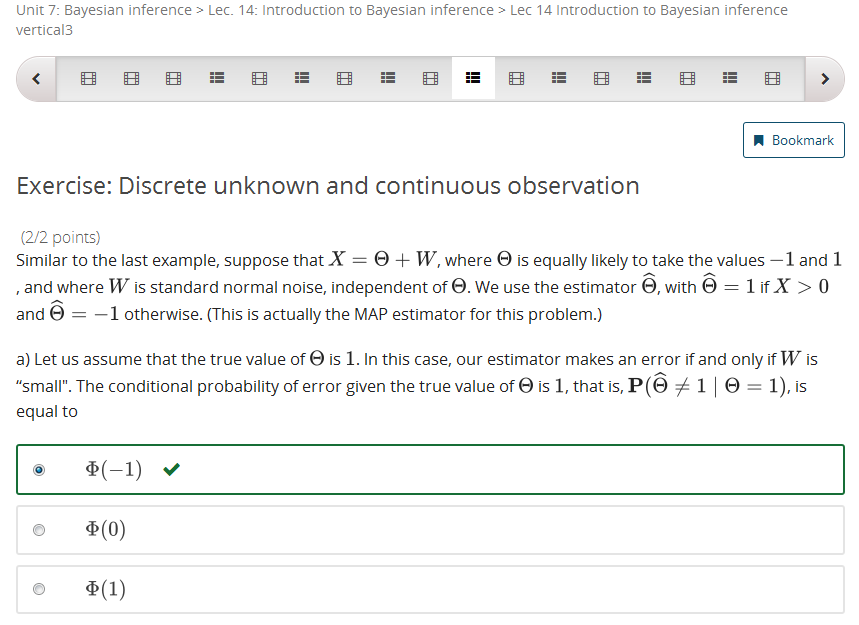 Unit 7: Bayesian inference > Lec. 14: Introduction to Bayesian inference > Lec 14 Introduction to Bayesian inference
vertical3
Bookmark
Exercise: Discrete unknown and continuous observation
(2/2 points)
Similar to the last example, suppose that X = Θ + W, where Θ is equally likely to take the values −1 and 1
, and where W is standard normal noise, independent of Θ. We use the estimator Θ̂, with Θ̂ = 1 if X > 0
and Θ̂ = −1 otherwise. (This is actually the MAP estimator for this problem.)
a) Let us assume that the true value of Θ is 1. In this case, our estimator makes an error if and only if W is
“small". The conditional probability of error given the true value of Θ is 1, that is, P(Θ̂ ≠ 1 | Θ = 1), is
equal to
Φ(−1)
Φ(0)
Φ(1)